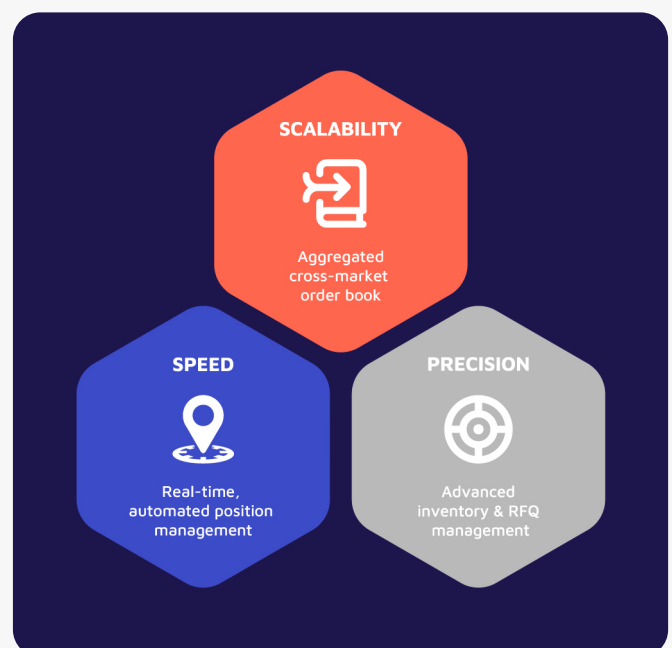 SCALABILITY
Aggregated
cross-market
order book
SPEED
Real-time,
automated position
management
PRECISION
Advanced
inventory & RFQ
management